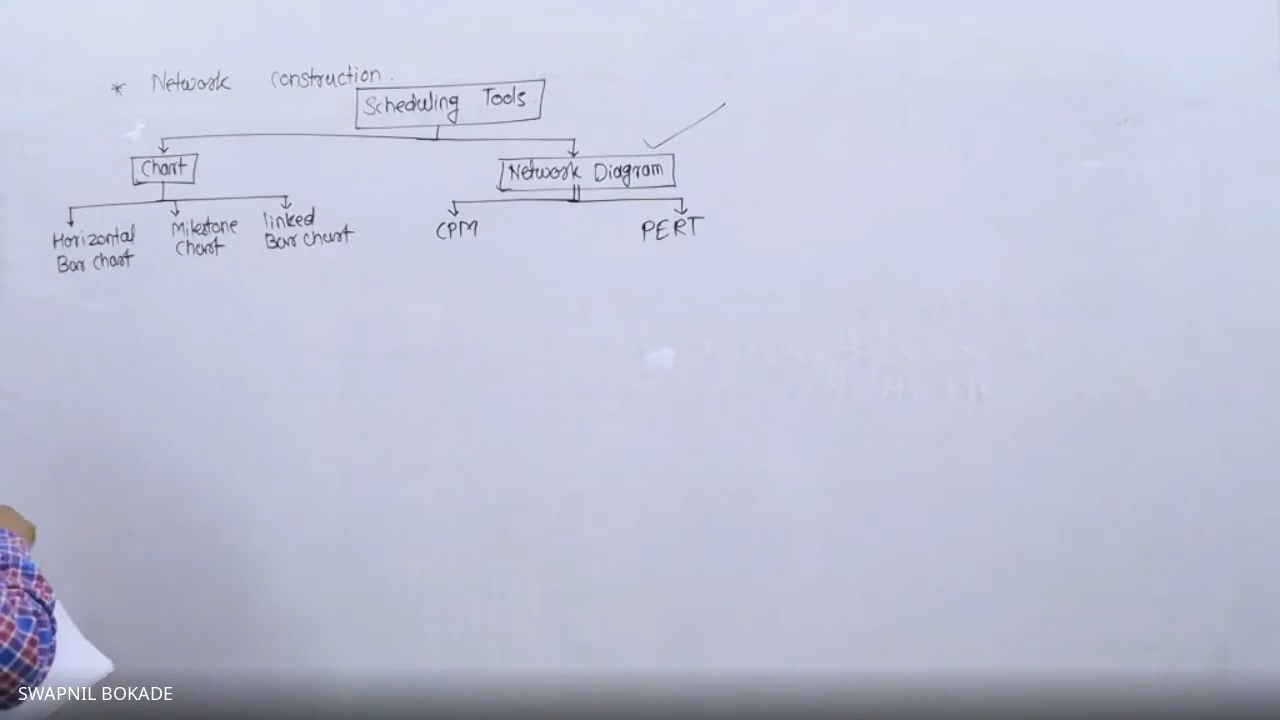 * Network construction.
Scheduling Tools
Chart
Network Diagram
Horizontal
Bar Chart
Milestone
Chart
linked
Bar Chart
CPM
PERT
SWAPNIL BOKADE